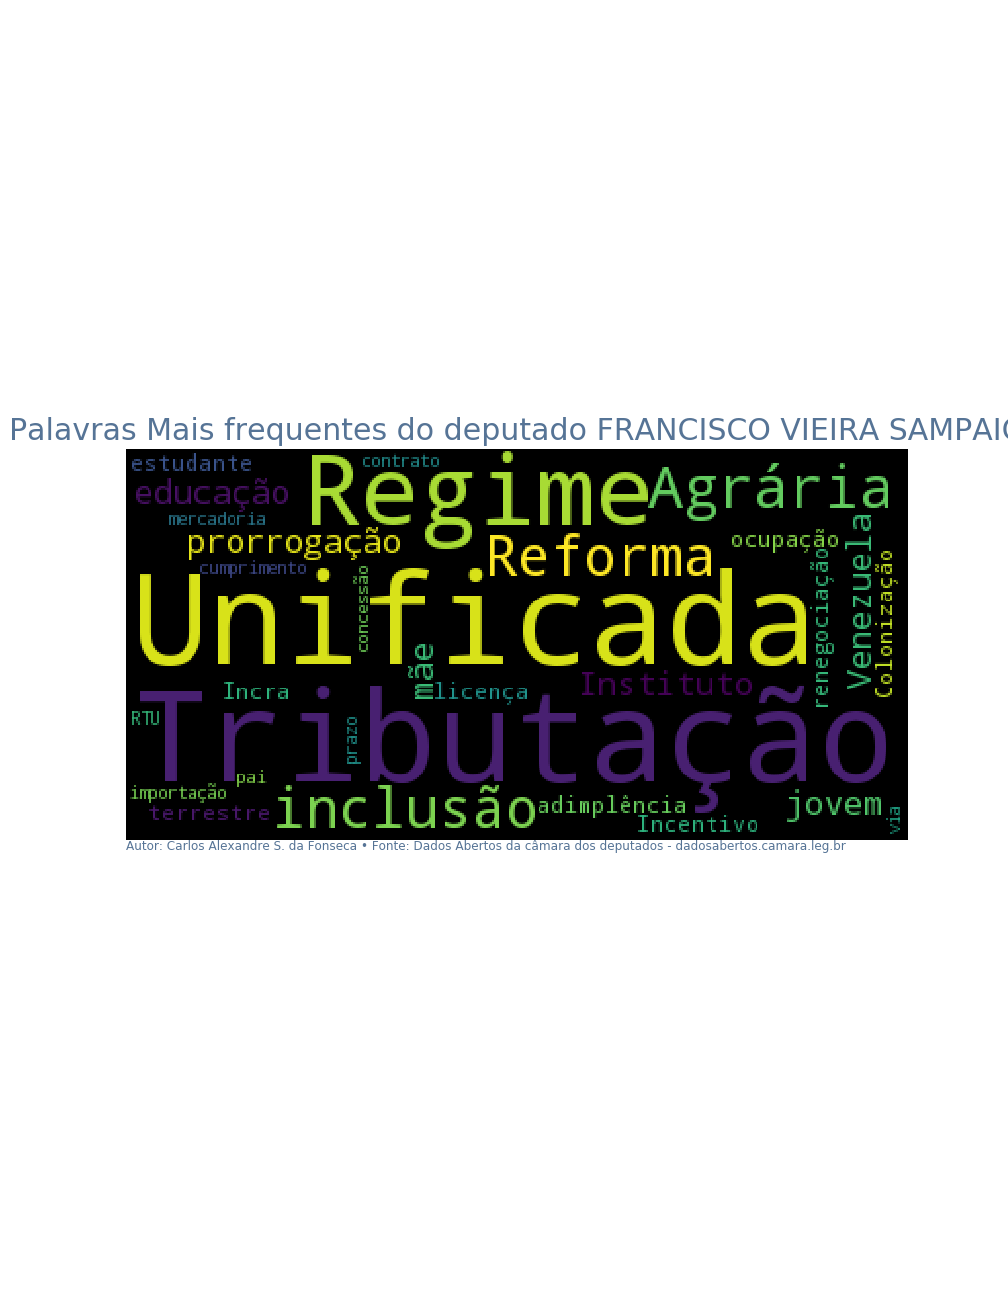 Palavras Mais frequentes do deputado FRANCISCO VIEIRA SAMPAIO
estudante
contrato
Regime
Agrária
educação
mercadoria
prorrogação
Reforma
ocupação
cumprimento
Unificada
concessão
renegociação
Venezuela
Colonização
mãe
Incra
licença
Instituto
RTU
Tributação
prazo
pai
importação
terrestre
inclusão
adimplência
jovem
Incentivo
via
Autor: Carlos Alexandre S. da Fonseca • Fonte: Dados Abertos da câmara dos deputados - dadosabertos.camara.leg.br